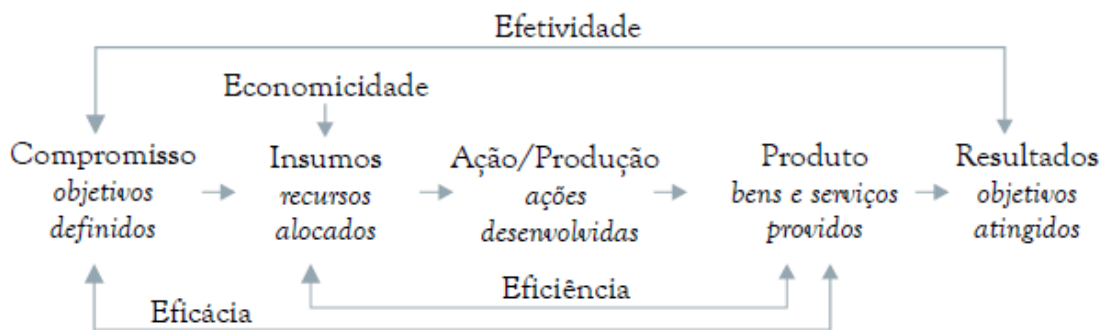 Efetividade
Economicidade
Compromisso
objetivos
definidos
Insumos
recursos
alocados
Ação/Produção
ações
desenvolvidas
Produto
bens e serviços
providos
Resultados
objetivos
atingidos
Eficiência
Eficácia